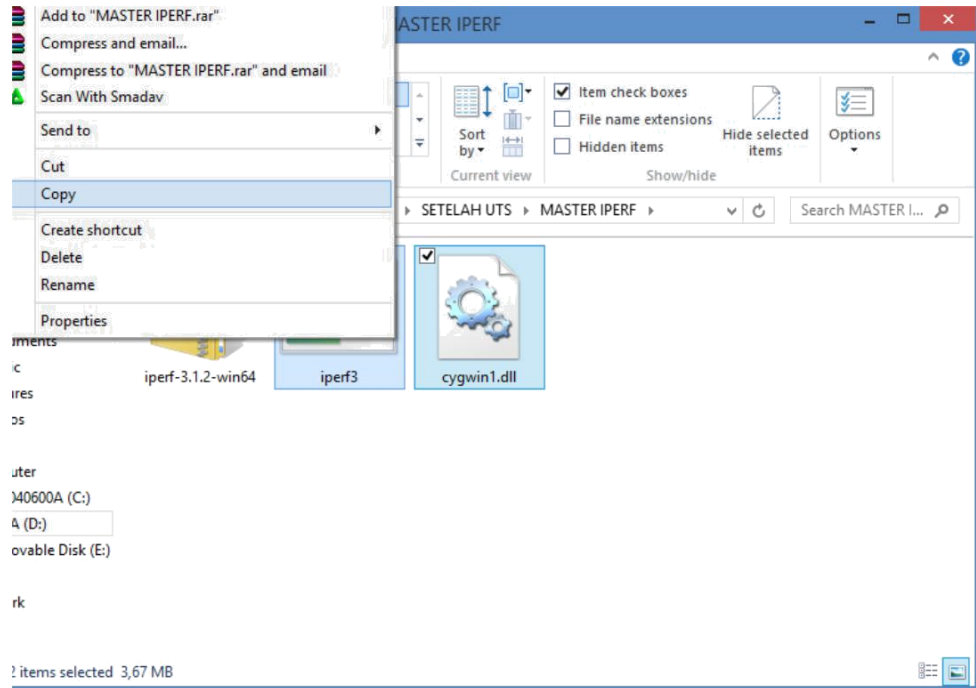 Add to "MASTER IPERF.rar"
Compress and email...
Compress to "MASTER IPERF.rar" and email
Scan With Smadav
Send to
Cut
Copy
Create shortcut
Delete
Rename
Properties
MASTER IPERF
Item check boxes
File name extensions
Hidden items
Sort
by
Hide selected
items
Options
Current view
Show/hide
SETELAH UTS
MASTER IPERF
Search MASTER I...
iperf-3.1.2-win64
iperf3
cygwin1.dll
uments
ic
ures
os
uter
040600A (C:)
A (D:)
ovable Disk (E:)
rk
2 items selected 3,67 MB